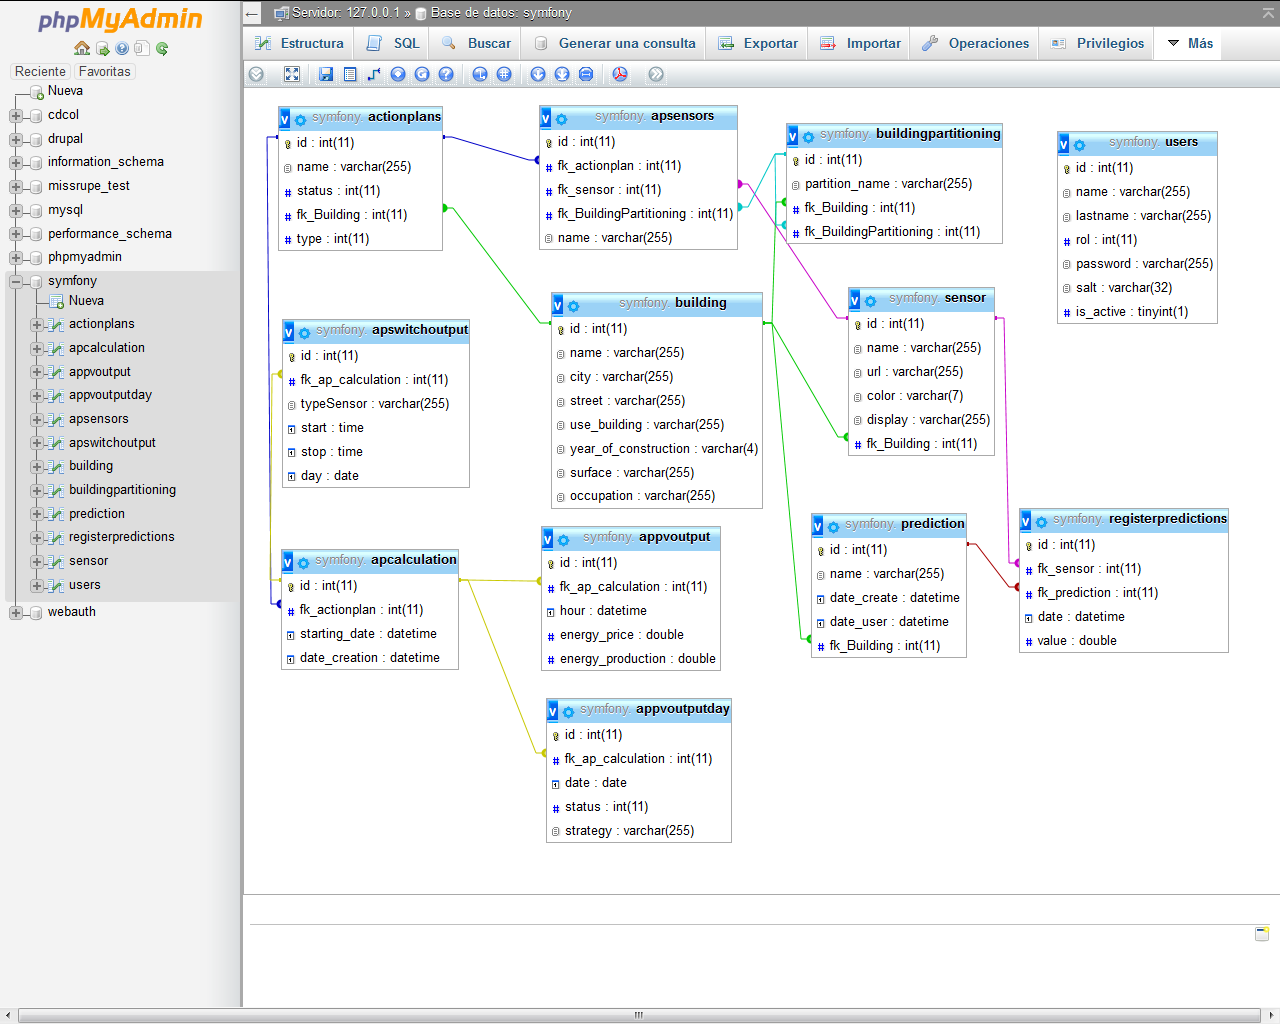 phpMyAdmin
Reciente Favoritas
Nueva
cdcol
drupal
information_schema
missrupe_test
mysql
performance_schema
phpmyadmin
symfony
Nueva
actionplans
apcalculation
appvoutput
appvoutputday
apsensors
apswitchoutput
building
buildingpartitioning
prediction
registerpredictions
sensor
users
webauth
Servidor: 127.0.0.1 » Base de datos: symfony
Estructura SQL Buscar Generar una consulta Exportar Importar Operaciones Privilegios Más
symfony. actionplans
id : int(11)
name : varchar(255)
status : int(11)
fk_Building : int(11)
type : int(11)
symfony. apsensors
id : int(11)
fk_actionplan : int(11)
fk_sensor : int(11)
fk_BuildingPartitioning : int(11)
name : varchar(255)
symfony. buildingpartitioning
id : int(11)
partition_name : varchar(255)
fk_Building : int(11)
fk_BuildingPartitioning : int(11)
symfony. users
id : int(11)
name : varchar(255)
lastname : varchar(255)
rol : int(11)
password : varchar(255)
salt : varchar(32)
is_active : tinyint(1)
symfony. apswitchoutput
id : int(11)
fk_ap_calculation : int(11)
typeSensor : varchar(255)
start : time
stop : time
day : date
symfony. building
id : int(11)
name : varchar(255)
city : varchar(255)
street : varchar(255)
use_building : varchar(255)
year_of_construction : varchar(4)
surface : varchar(255)
occupation : varchar(255)
symfony. sensor
id : int(11)
name : varchar(255)
url : varchar(255)
color : varchar(7)
display : varchar(255)
fk_Building : int(11)
symfony. apcalculation
id : int(11)
fk_actionplan : int(11)
starting_date : datetime
date_creation : datetime
symfony. appvoutput
id : int(11)
fk_ap_calculation : int(11)
hour : datetime
energy_price : double
energy_production : double
symfony. prediction
id : int(11)
name : varchar(255)
date_create : datetime
date_user : datetime
fk_Building : int(11)
symfony. registerpredictions
id : int(11)
fk_sensor : int(11)
fk_prediction : int(11)
date : datetime
value : double
symfony. appvoutputday
id : int(11)
fk_ap_calculation : int(11)
date : date
status : int(11)
strategy : varchar(255)